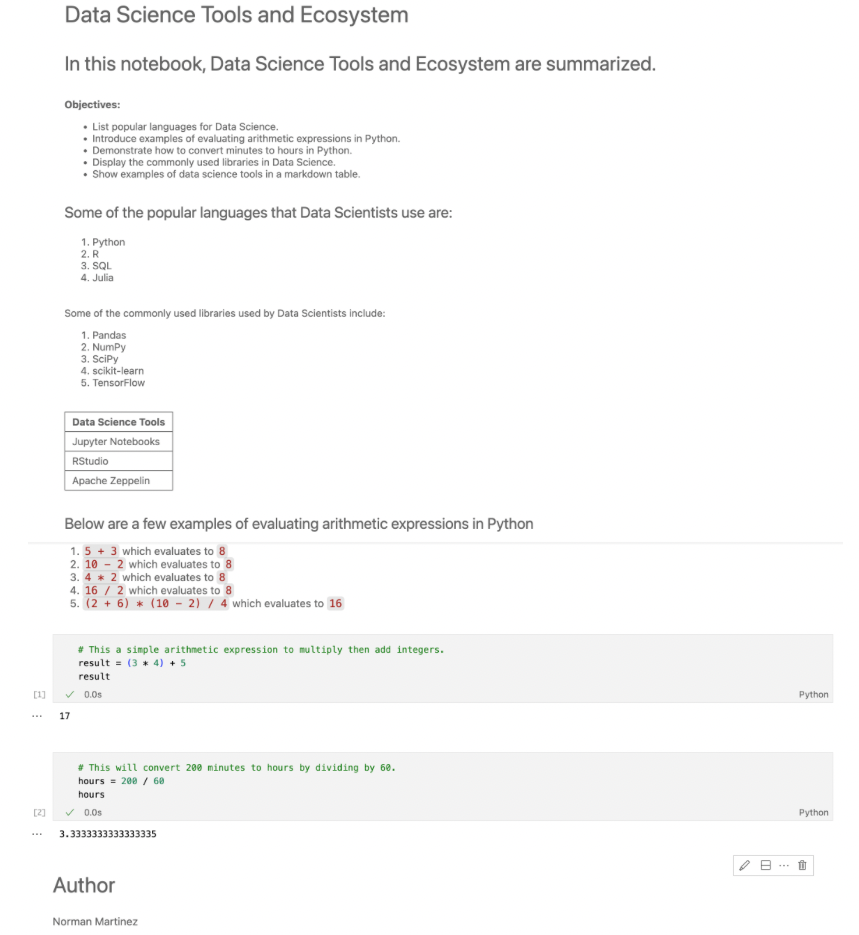 Data Science Tools and Ecosystem
In this notebook, Data Science Tools and Ecosystem are summarized.
Objectives:
• List popular languages for Data Science.
• Introduce examples of evaluating arithmetic expressions in Python.
• Demonstrate how to convert minutes to hours in Python.
• Display the commonly used libraries in Data Science.
• Show examples of data science tools in a markdown table.
Some of the popular languages that Data Scientists use are:
1. Python
2. R
3. SQL
4. Julia
Some of the commonly used libraries used by Data Scientists include:
1. Pandas
2. NumPy
3. SciPy
4. scikit-learn
5. TensorFlow
Data Science Tools
Jupyter Notebooks
RStudio
Apache Zeppelin
Below are a few examples of evaluating arithmetic expressions in Python
1. 5 + 3 which evaluates to 8
2. 10 - 2 which evaluates to 8
3. 4 * 2 which evaluates to 8
4. 16 / 2 which evaluates to 8
5. (2 + 6) * (10 - 2) / 4 which evaluates to 16
# This a simple arithmetic expression to multiply then add integers.
result = (3 * 4) + 5
result
[1] ✓ 0.0s Python
··· 17
# This will convert 200 minutes to hours by dividing by 60.
hours = 200 / 60
hours
[2] ✓ 0.0s Python
··· 3.3333333333333335
Author
Norman Martinez